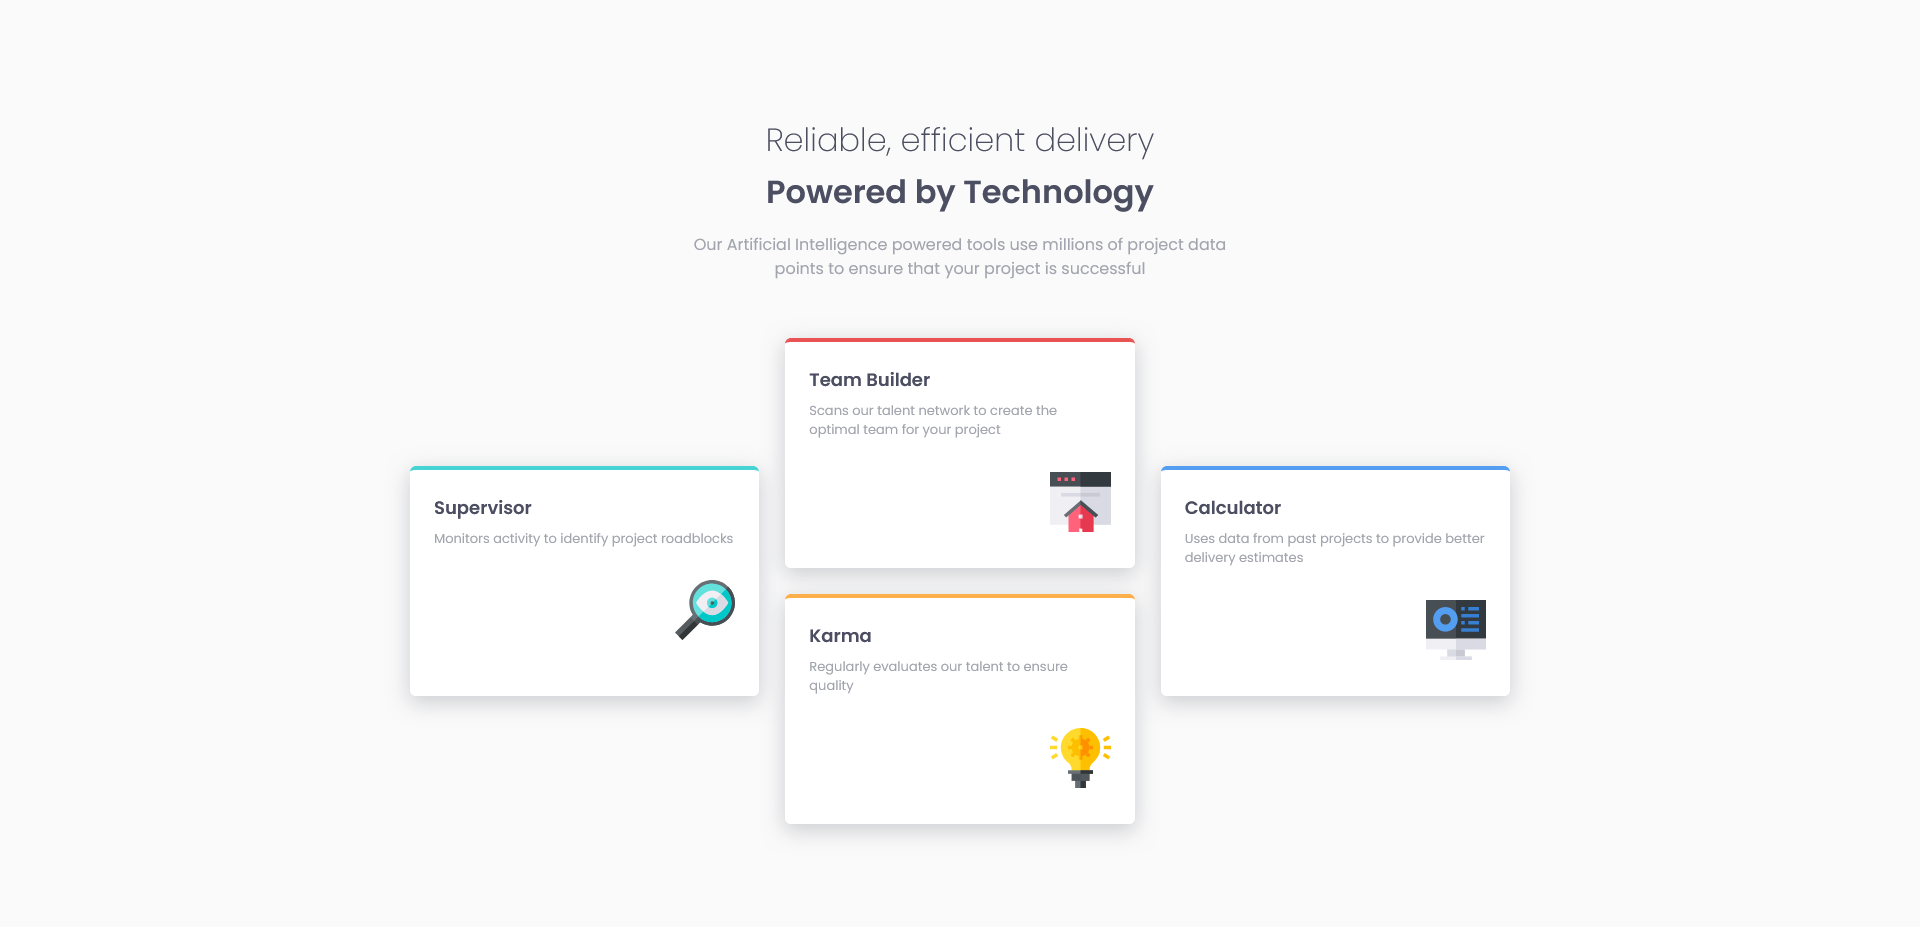 Reliable, efficient delivery
Powered by Technology
Our Artificial Intelligence powered tools use millions of project data
points to ensure that your project is successful
Supervisor
Monitors activity to identify project roadblocks
Team Builder
Scans our talent network to create the
optimal team for your project
Karma
Regularly evaluates our talent to ensure
quality
Calculator
Uses data from past projects to provide better
delivery estimates